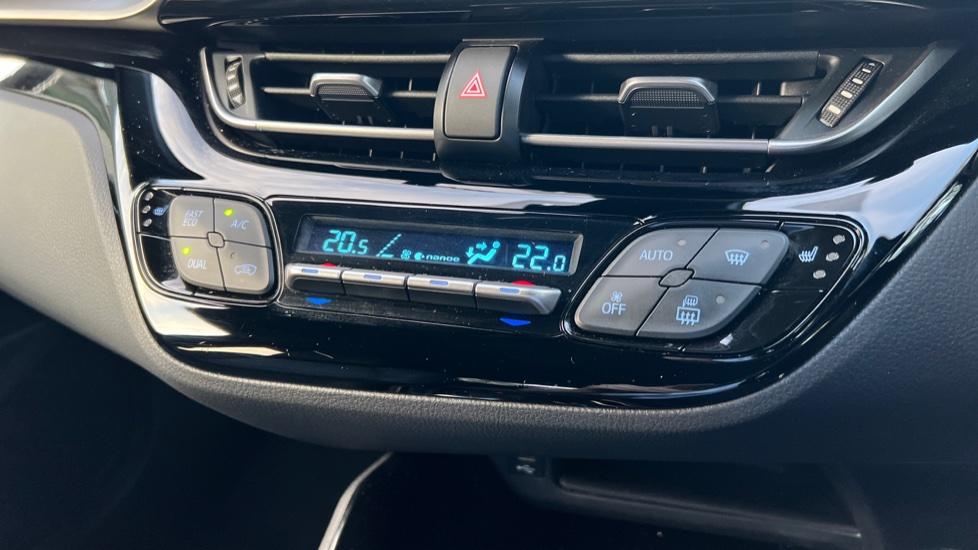 FAST
ECO
A/C
DUAL
20.5
nanoe
22.0
AUTO
OFF